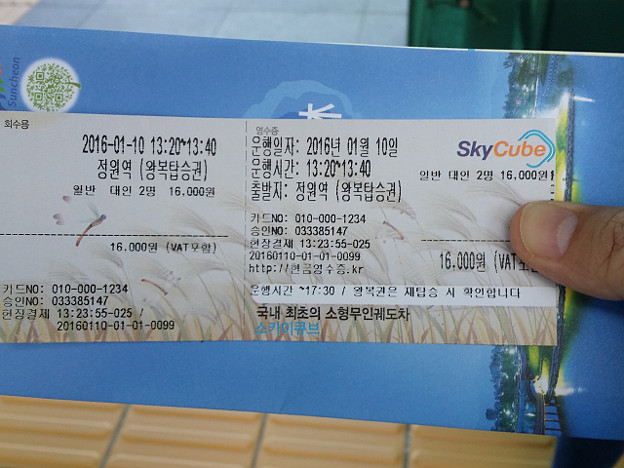 Suncheon
회수용
2016-01-10 13:20~13:40
정원역 (왕복탑승권)
일반 대인 2명 16.000원
16.000원 (VAT포함)
카드NO: 010-000-1234
승인NO: 033385147
현장결제 13:23:55-025 /
20160110-01-01-0099
영수증
운행일자: 2016년 01월 10일
운행시간: 13:20~13:40
출발지: 정원역 (왕복탑승권)
SkyCube
일반 대인 2명 16.000원
카드NO: 010-000-1234
승인NO: 033385147
현장결제 13:23:55-025 /
20160110-01-01-0099
http://현금영수증.kr
16.000원 (VAT포
운행시간 ~17:30 / 왕복권은 재탑승 시 확인합니다
국내 최초의 소형무인궤도차
스카이큐브